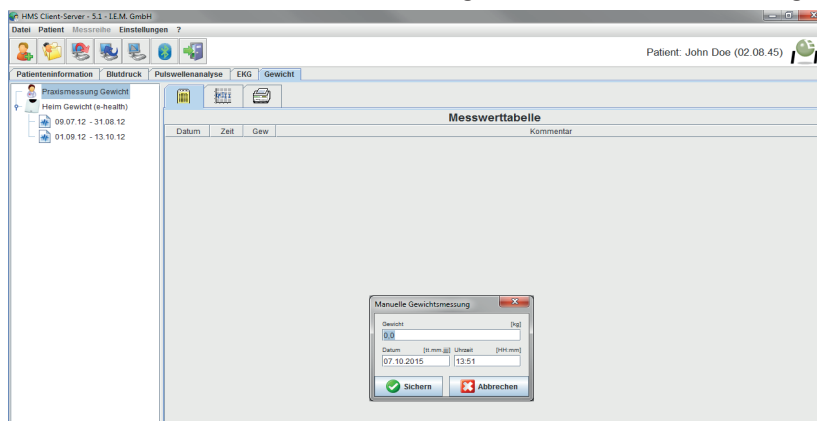 HMS Client-Server - 5.1 - I.E.M. GmbH
Datei Patient Messreihe Einstellungen ?
Patient: John Doe (02.08.45)
Patienteninformation Blutdruck Pulswellenanalyse EKG Gewicht
Praxismessung Gewicht
Heim Gewicht (e-health)
09.07.12 - 31.08.12
01.09.12 - 13.10.12
Messwerttabelle
Datum Zeit Gew Kommentar
Manuelle Gewichtsmessung
Gewicht [kg]
0,0
Datum [tt.mm.jjjj] Uhrzeit [HH:mm]
07.10.2015 13:51
Sichern Abbrechen